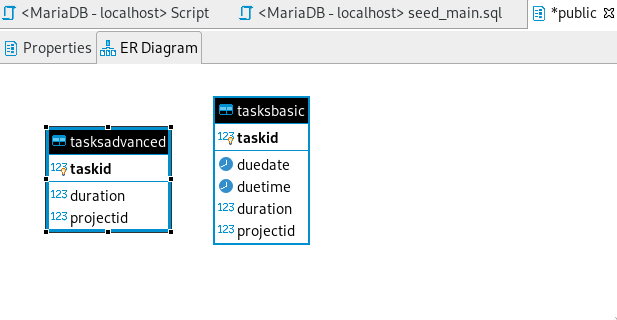 <MariaDB - localhost> Script
<MariaDB - localhost> seed_main.sql
*public
Properties
ER Diagram
tasksadvanced
123 taskid
123 duration
123 projectid
tasksbasic
123 taskid
duedate
duetime
123 duration
123 projectid